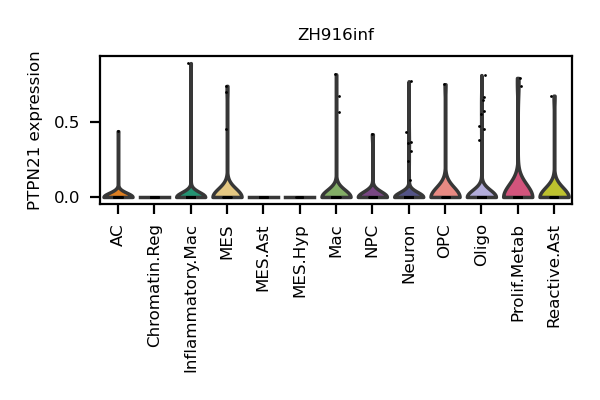 ZH916inf
PTPN21 expression
0.5
0.0
AC
Chromatin.Reg
Inflammatory.Mac
MES
MES.Ast
MES.Hyp
Mac
NPC
Neuron
OPC
Oligo
Prolif.Metab
Reactive.Ast